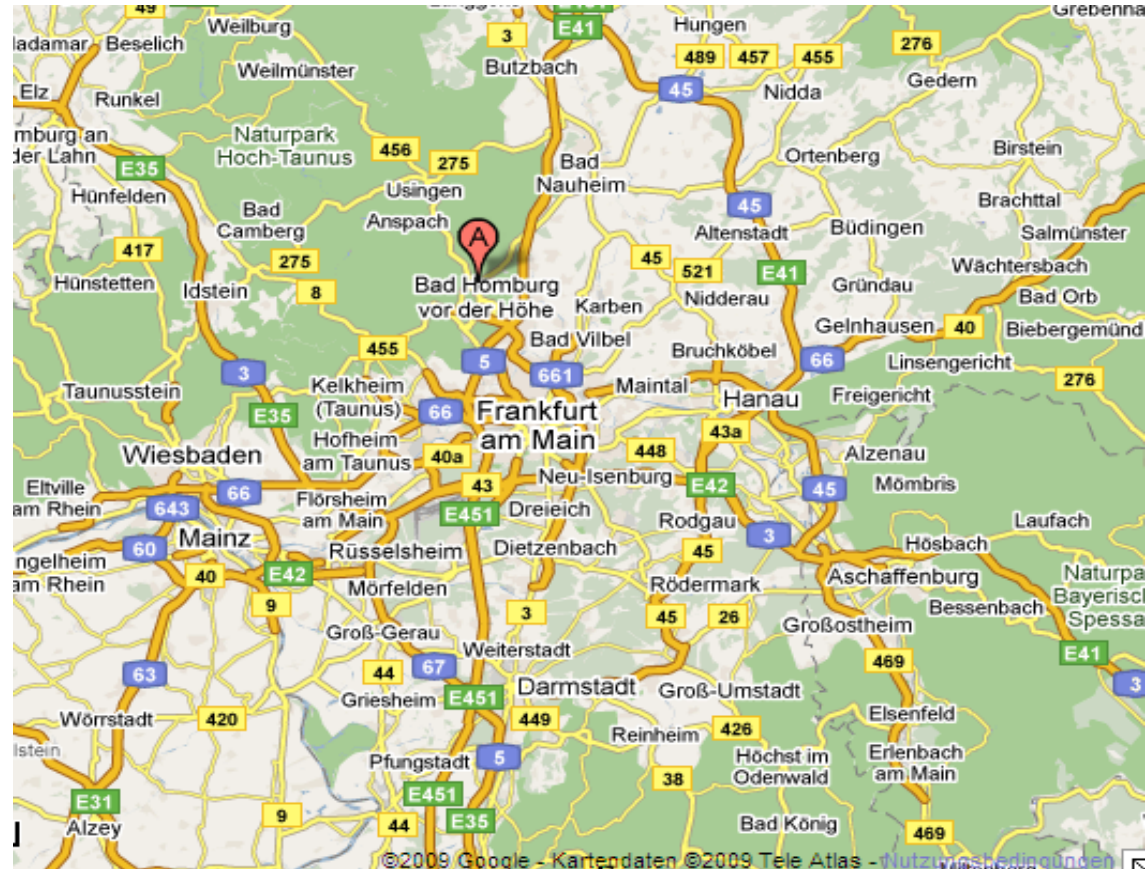 49
Weilburg
3
E41
Hungen
Grebenha
ladamar
Beselich
489
457
455
276
Weilmünster
Butzbach
45
Nidda
Gedern
Elz
Runkel
mburg an
der Lahn
Naturpark
Hoch-Taunus
456
275
Bad
Nauheim
Ortenberg
Birstein
E35
Hünfelden
Usingen
Brachttal
Bad
Camberg
Anspach
A
45
Altenstadt
Büdingen
Salmünster
417
275
45
521
E41
Wächtersbach
Hünstetten
Idstein
8
Bad Homburg
vor der Höhe
Karben
Nidderau
Gründau
Bad Orb
Bad Vilbel
Gelnhausen
40
Biebergemünd
455
5
Bruchköbel
66
Linsengericht
3
661
Taunusstein
Kelkheim
(Taunus)
Maintal
Hanau
Freigericht
276
E35
66
Frankfurt
am Main
Wiesbaden
Hofheim
am Taunus
40a
448
43a
Alzenau
Eltville
am Rhein
66
43
Neu-Isenburg
E42
45
Mömbris
643
Flörsheim
am Main
E451
Dreieich
Rodgau
Laufach
60
Mainz
Rüsselsheim
Dietzenbach
3
Hösbach
ngelheim
am Rhein
40
E42
Mörfelden
45
Rödermark
Aschaffenburg
Naturpa
Bayerisch
Spessa
9
3
45
26
Bessenbach
Groß-Gerau
Großostheim
Weiterstadt
63
44
67
469
E41
Griesheim
E451
Darmstadt
Groß-Umstadt
3
Wörrstadt
420
449
Elsenfeld
lstein
Reinheim
426
Pfungstadt
5
Höchst im
Odenwald
Erlenbach
am Main
38
E31
E451
Alzey
9
44
E35
Bad König
469
©2009 Google - Kartendaten ©2009 Tele Atlas - Nutzungsbedingungen